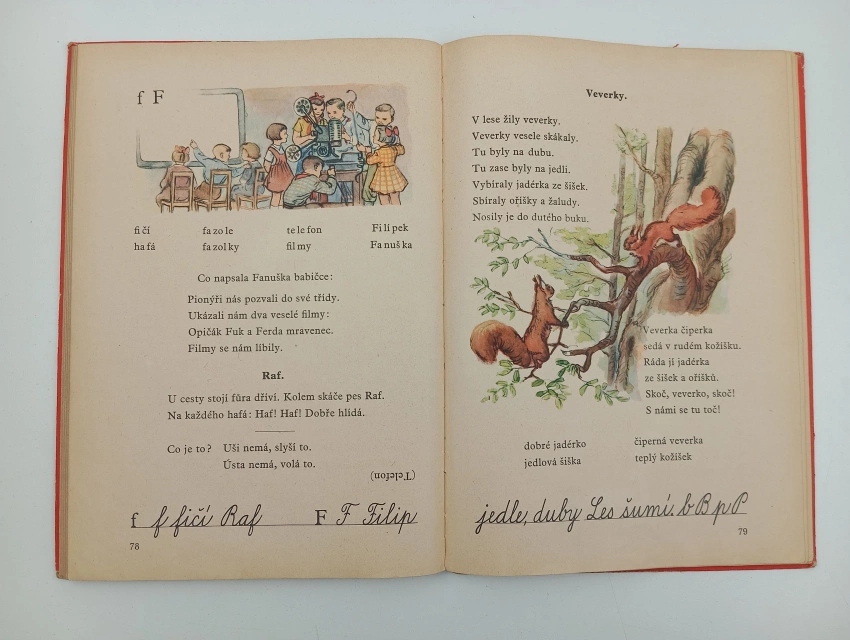 f F
fi čí fa zo le te le fon Fi lí pek
ha fá fa zol ky fil my Fa nuš ka
Co napsala Fanuška babičce:
Pionýři nás pozvali do své třídy.
Ukázali nám dva veselé filmy:
Opičák Fuk a Ferda mravenec.
Filmy se nám líbily.
Raf.
U cesty stojí fůra dříví. Kolem skáče pes Raf.
Na každého hafá: Haf! Haf! Dobře hlídá.
Co je to? Uši nemá, slyší to.
Ústa nemá, volá to.
(Telefon)
f f fičí Raf F F Filip
78
Veverky.
V lese žily veverky.
Veverky vesele skákaly.
Tu byly na dubu.
Tu zase byly na jedli.
Vybíraly jadérka ze šišek.
Sbíraly oříšky a žaludy.
Nosily je do dutého buku.
Veverka čiperka
sedá v rudém kožíšku.
Ráda jí jadérka
ze šišek a oříšků.
Skoč, veverko, skoč!
S námi se tu toč!
dobré jadérko čiperná veverka
jedlová šiška teplý kožíšek
jedle, duby Les šumí. b B p P
79